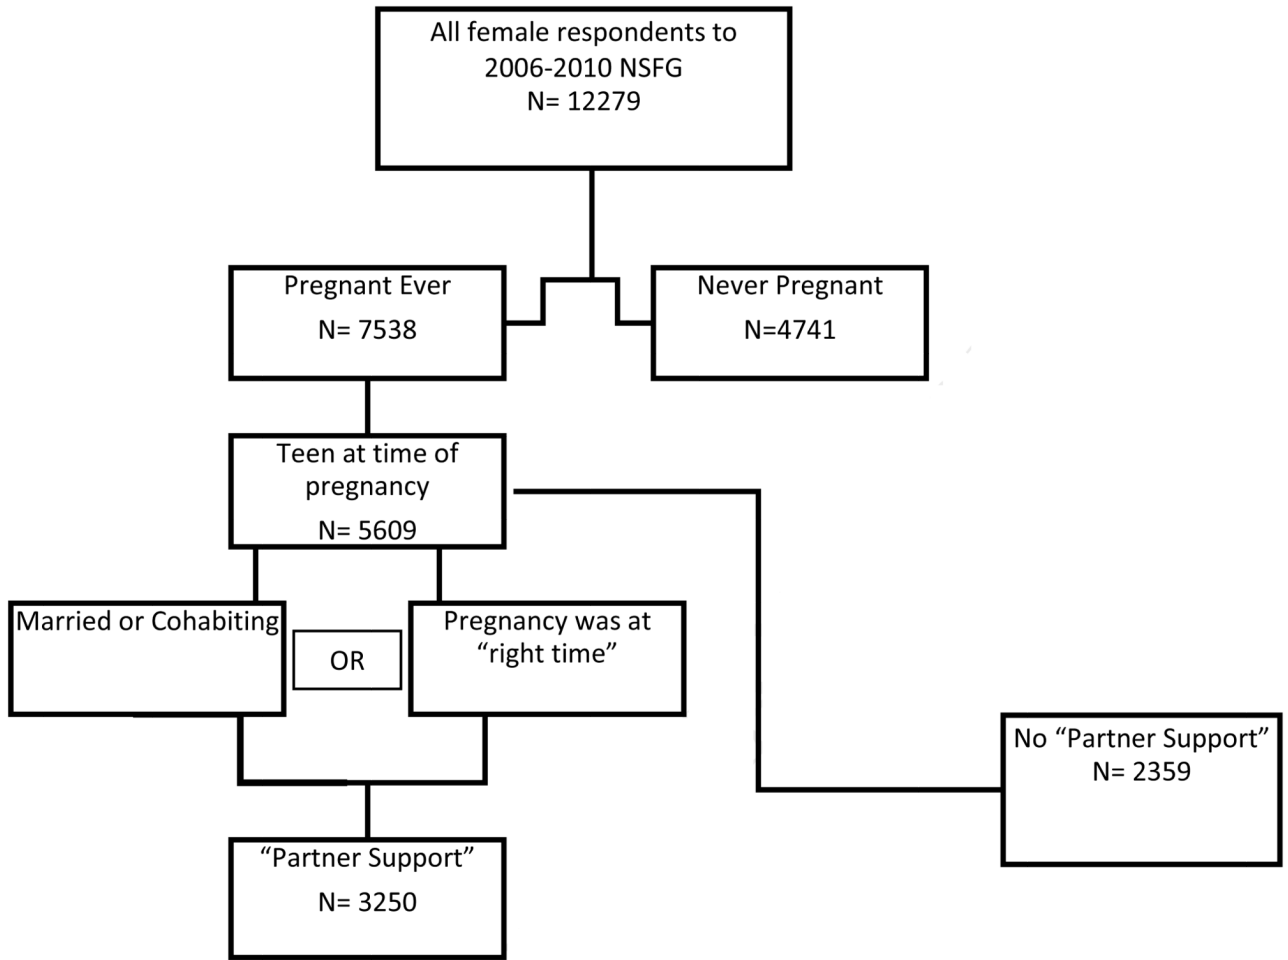 All female respondents to
2006-2010 NSFG
N= 12279
Pregnant Ever
N= 7538
Never Pregnant
N=4741
Teen at time of
pregnancy
N= 5609
Married or Cohabiting
OR
Pregnancy was at
“right time”
No “Partner Support”
N= 2359
“Partner Support”
N= 3250